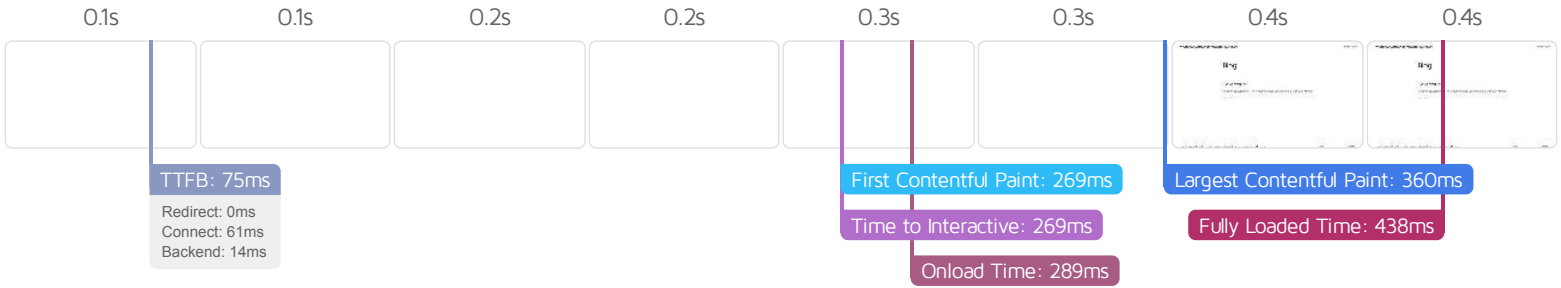 0.1s 0.1s 0.2s 0.2s 0.3s 0.3s 0.4s 0.4s
Blog
Blog
TTFB: 75ms
Redirect: 0ms
Connect: 61ms
Backend: 14ms
First Contentful Paint: 269ms
Largest Contentful Paint: 360ms
Time to Interactive: 269ms
Fully Loaded Time: 438ms
Onload Time: 289ms